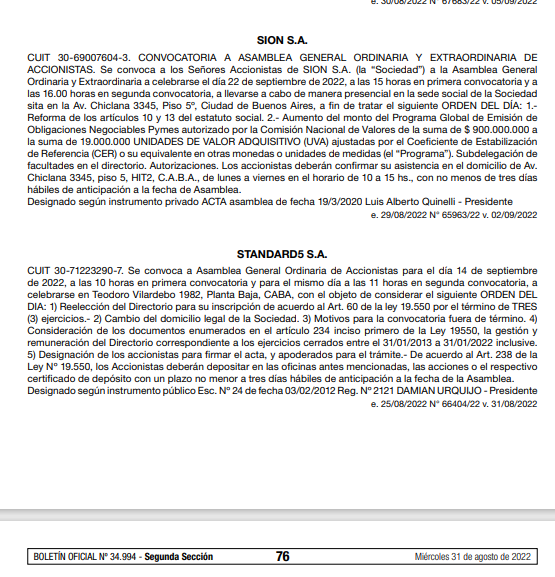 e. 30/08/2022 N° 67683/22 v. 05/09/2022
SION S.A.
CUIT 30-69007604-3. CONVOCATORIA A ASAMBLEA GENERAL ORDINARIA Y EXTRAORDINARIA DE
ACCIONISTAS. Se convoca a los Señores Accionistas de SION S.A. (la “Sociedad”) a la Asamblea General
Ordinaria y Extraordinaria a celebrarse el día 22 de septiembre de 2022, a las 15 horas en primera convocatoria y a
las 16.00 horas en segunda convocatoria, a llevarse a cabo de manera presencial en la sede social de la Sociedad
sita en la Av. Chiclana 3345, Piso 5º, Ciudad de Buenos Aires, a fin de tratar el siguiente ORDEN DEL DÍA: 1.-
Reforma de los artículos 10 y 13 del estatuto social. 2.- Aumento del monto del Programa Global de Emisión de
Obligaciones Negociables Pymes autorizado por la Comisión Nacional de Valores de la suma de $ 900.000.000 a
la suma de 19.000.000 UNIDADES DE VALOR ADQUISITIVO (UVA) ajustadas por el Coeficiente de Estabilización
de Referencia (CER) o su equivalente en otras monedas o unidades de medidas (el “Programa”). Subdelegación de
facultades en el directorio. Autorizaciones. Los accionistas deberán confirmar su asistencia en el domicilio de Av.
Chiclana 3345, piso 5, HIT2, C.A.B.A., de lunes a viernes en el horario de 10 a 15 hs., con no menos de tres días
hábiles de anticipación a la fecha de Asamblea.
Designado según instrumento privado ACTA asamblea de fecha 19/3/2020 Luis Alberto Quinelli - Presidente
e. 29/08/2022 N° 65963/22 v. 02/09/2022
STANDARD5 S.A.
CUIT 30-71223290-7. Se convoca a Asamblea General Ordinaria de Accionistas para el día 14 de septiembre
de 2022, a las 10 horas en primera convocatoria y para el mismo día a las 11 horas en segunda convocatoria, a
celebrarse en Teodoro Vilardebo 1982, Planta Baja, CABA, con el objeto de considerar el siguiente ORDEN DEL
DIA: 1) Reelección del Directorio para su inscripción de acuerdo al Art. 60 de la ley 19.550 por el término de TRES
(3) ejercicios.- 2) Cambio del domicilio legal de la Sociedad. 3) Motivos para la convocatoria fuera de término. 4)
Consideración de los documentos enumerados en el artículo 234 inciso primero de la Ley 19550, la gestión y
remuneración del Directorio correspondiente a los ejercicios cerrados entre el 31/01/2013 a 31/01/2022 inclusive.
5) Designación de los accionistas para firmar el acta, y apoderados para el trámite.- De acuerdo al Art. 238 de la
Ley Nº 19.550, los Accionistas deberán depositar en las oficinas antes mencionadas, las acciones o el respectivo
certificado de depósito con un plazo no menor a tres días hábiles de anticipación a la fecha de la Asamblea.
Designado según instrumento público Esc. Nº 24 de fecha 03/02/2012 Reg. Nº 2121 DAMIAN URQUIJO - Presidente
e. 25/08/2022 N° 66404/22 v. 31/08/2022
BOLETÍN OFICIAL Nº 34.994 - Segunda Sección 76 Miércoles 31 de agosto de 2022